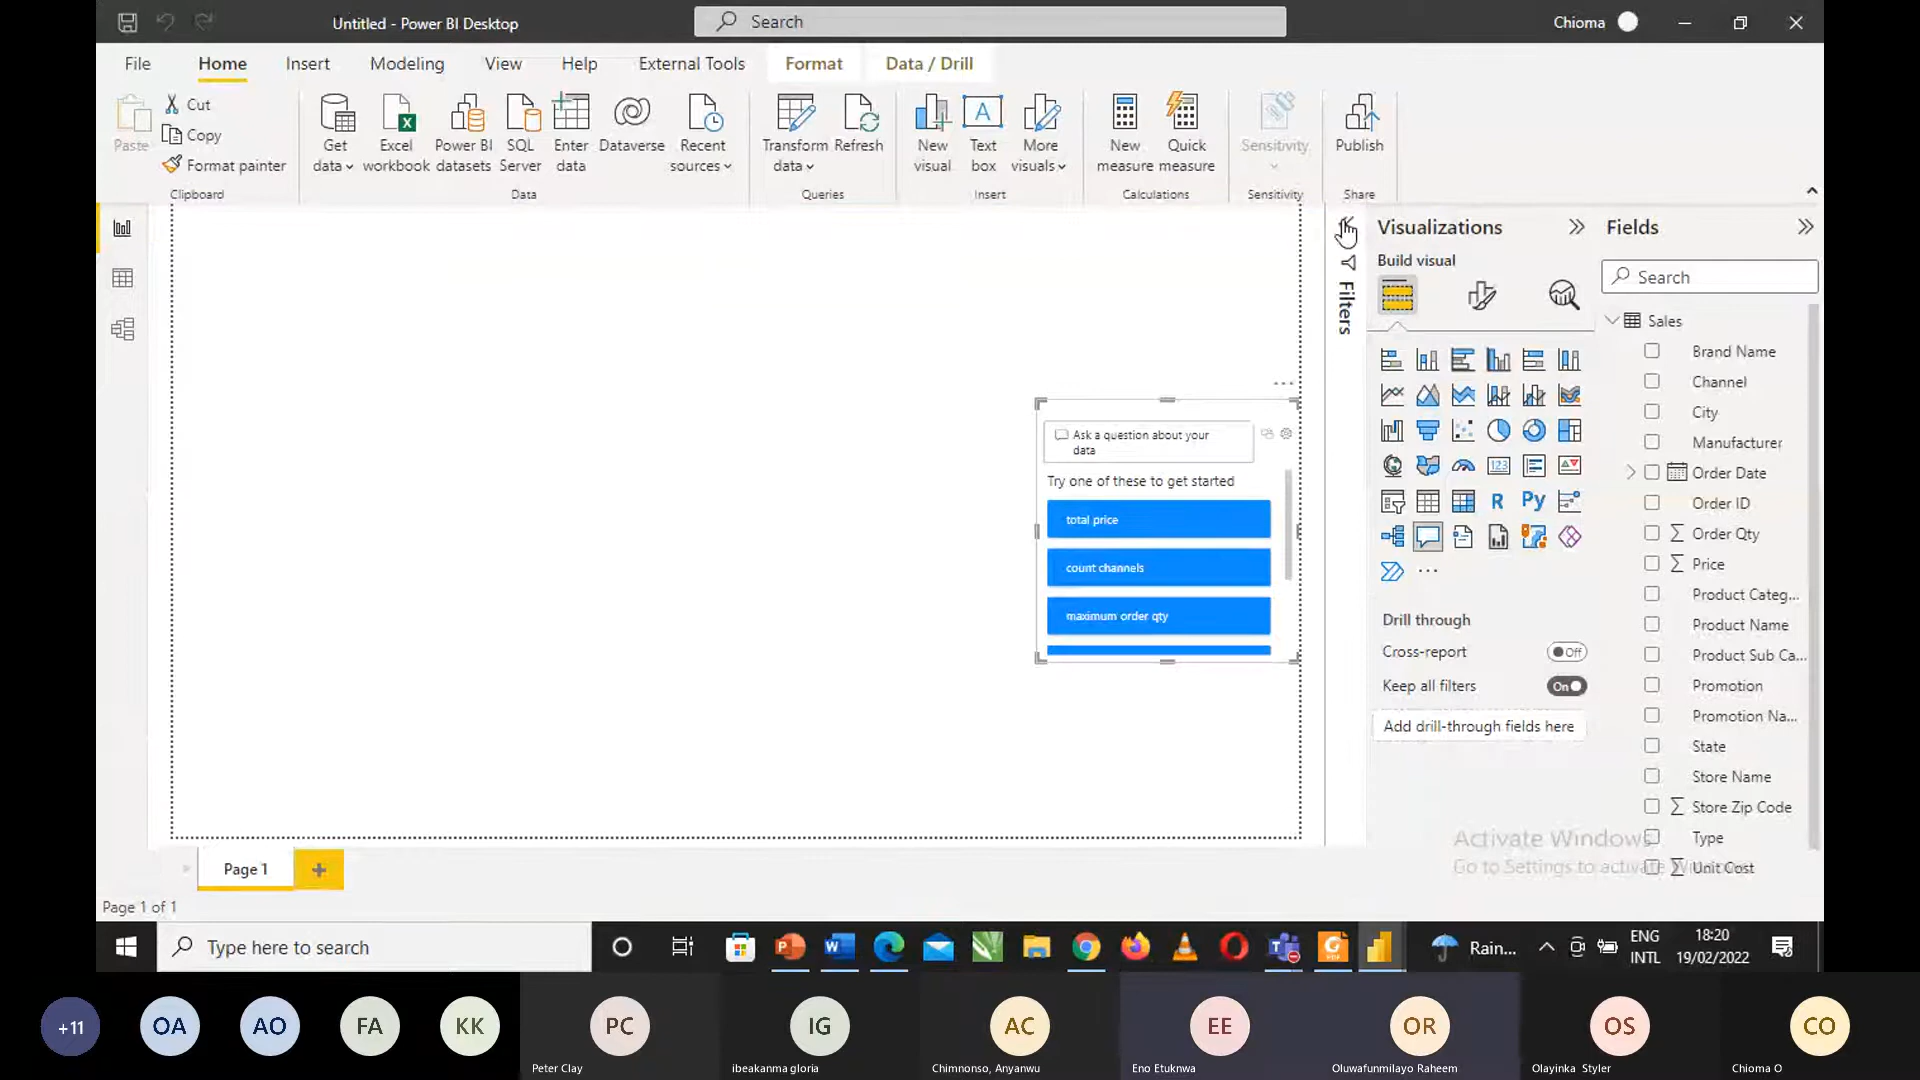 Untitled - Power BI Desktop
Search
Chioma
File
Home
Insert
Modeling
View
Help
External Tools
Format
Data / Drill
Paste
Cut
Copy
Format painter
Clipboard
Get data
Excel workbook
Power BI datasets
SQL Server
Enter data
Dataverse
Recent sources
Data
Transform data
Refresh
Queries
New visual
Text box
More visuals
Insert
New measure
Quick measure
Calculations
Sensitivity
Sensitivity
Publish
Share
Ask a question about your
data
Try one of these to get started
total price
count channels
maximum order qty
Filters
Visualizations
Build visual
123
R
Py
Drill through
Cross-report
Off
Keep all filters
On
Add drill-through fields here
Fields
Search
Sales
Brand Name
Channel
City
Manufacturer
Order Date
Order ID
Order Qty
Price
Product Categ...
Product Name
Product Sub Ca...
Promotion
Promotion Na...
State
Store Name
Store Zip Code
Type
Unit Cost
Activate Windows
Go to Settings to activate
Page 1
Page 1 of 1
Type here to search
Rain...
ENG
INTL
18:20
19/02/2022
+11
OA
AO
FA
KK
PC
Peter Clay
IG
ibeakanma gloria
AC
Chimnonso, Anyanwu
EE
Eno Etuknwa
OR
Oluwafunmilayo Raheem
OS
Olayinka Styler
CO
Chioma O